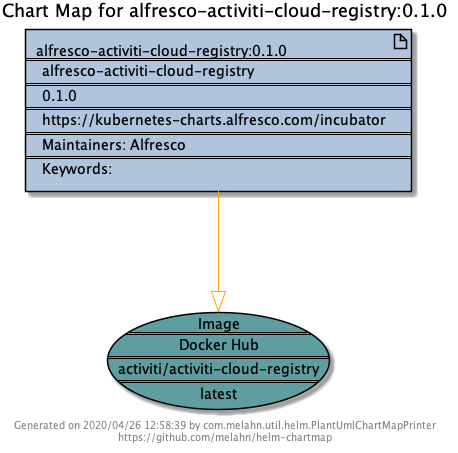 Chart Map for alfresco-activiti-cloud-registry:0.1.0
alfresco-activiti-cloud-registry:0.1.0
alfresco-activiti-cloud-registry
0.1.0
https://kubernetes-charts.alfresco.com/incubator
Maintainers: Alfresco
Keywords:
Image
Docker Hub
activiti/activiti-cloud-registry
latest
Generated on 2020/04/26 12:58:39 by com.melahn.util.helm.PlantUmlChartMapPrinter
https://github.com/melahn/helm-chartmap